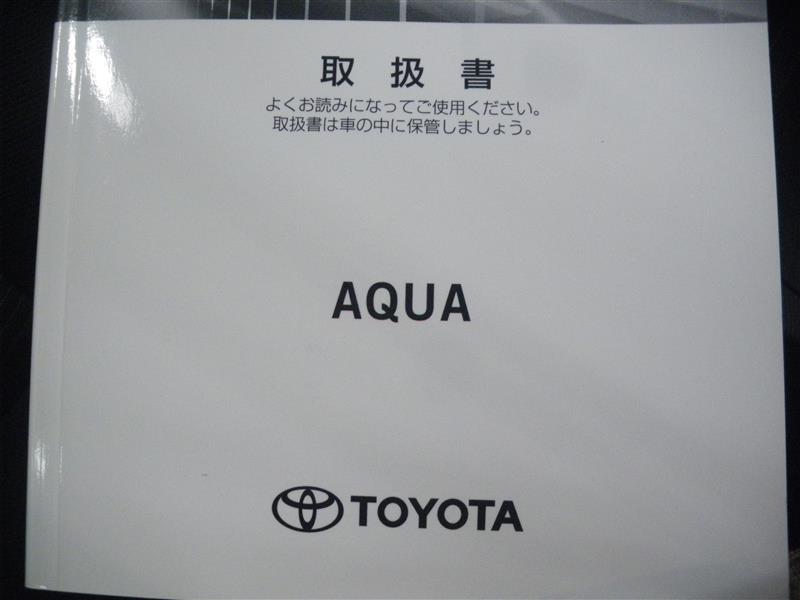 取扱書
よくお読みになってご使用ください。
取扱書は車の中に保管しましょう。
AQUA
TOYOTA